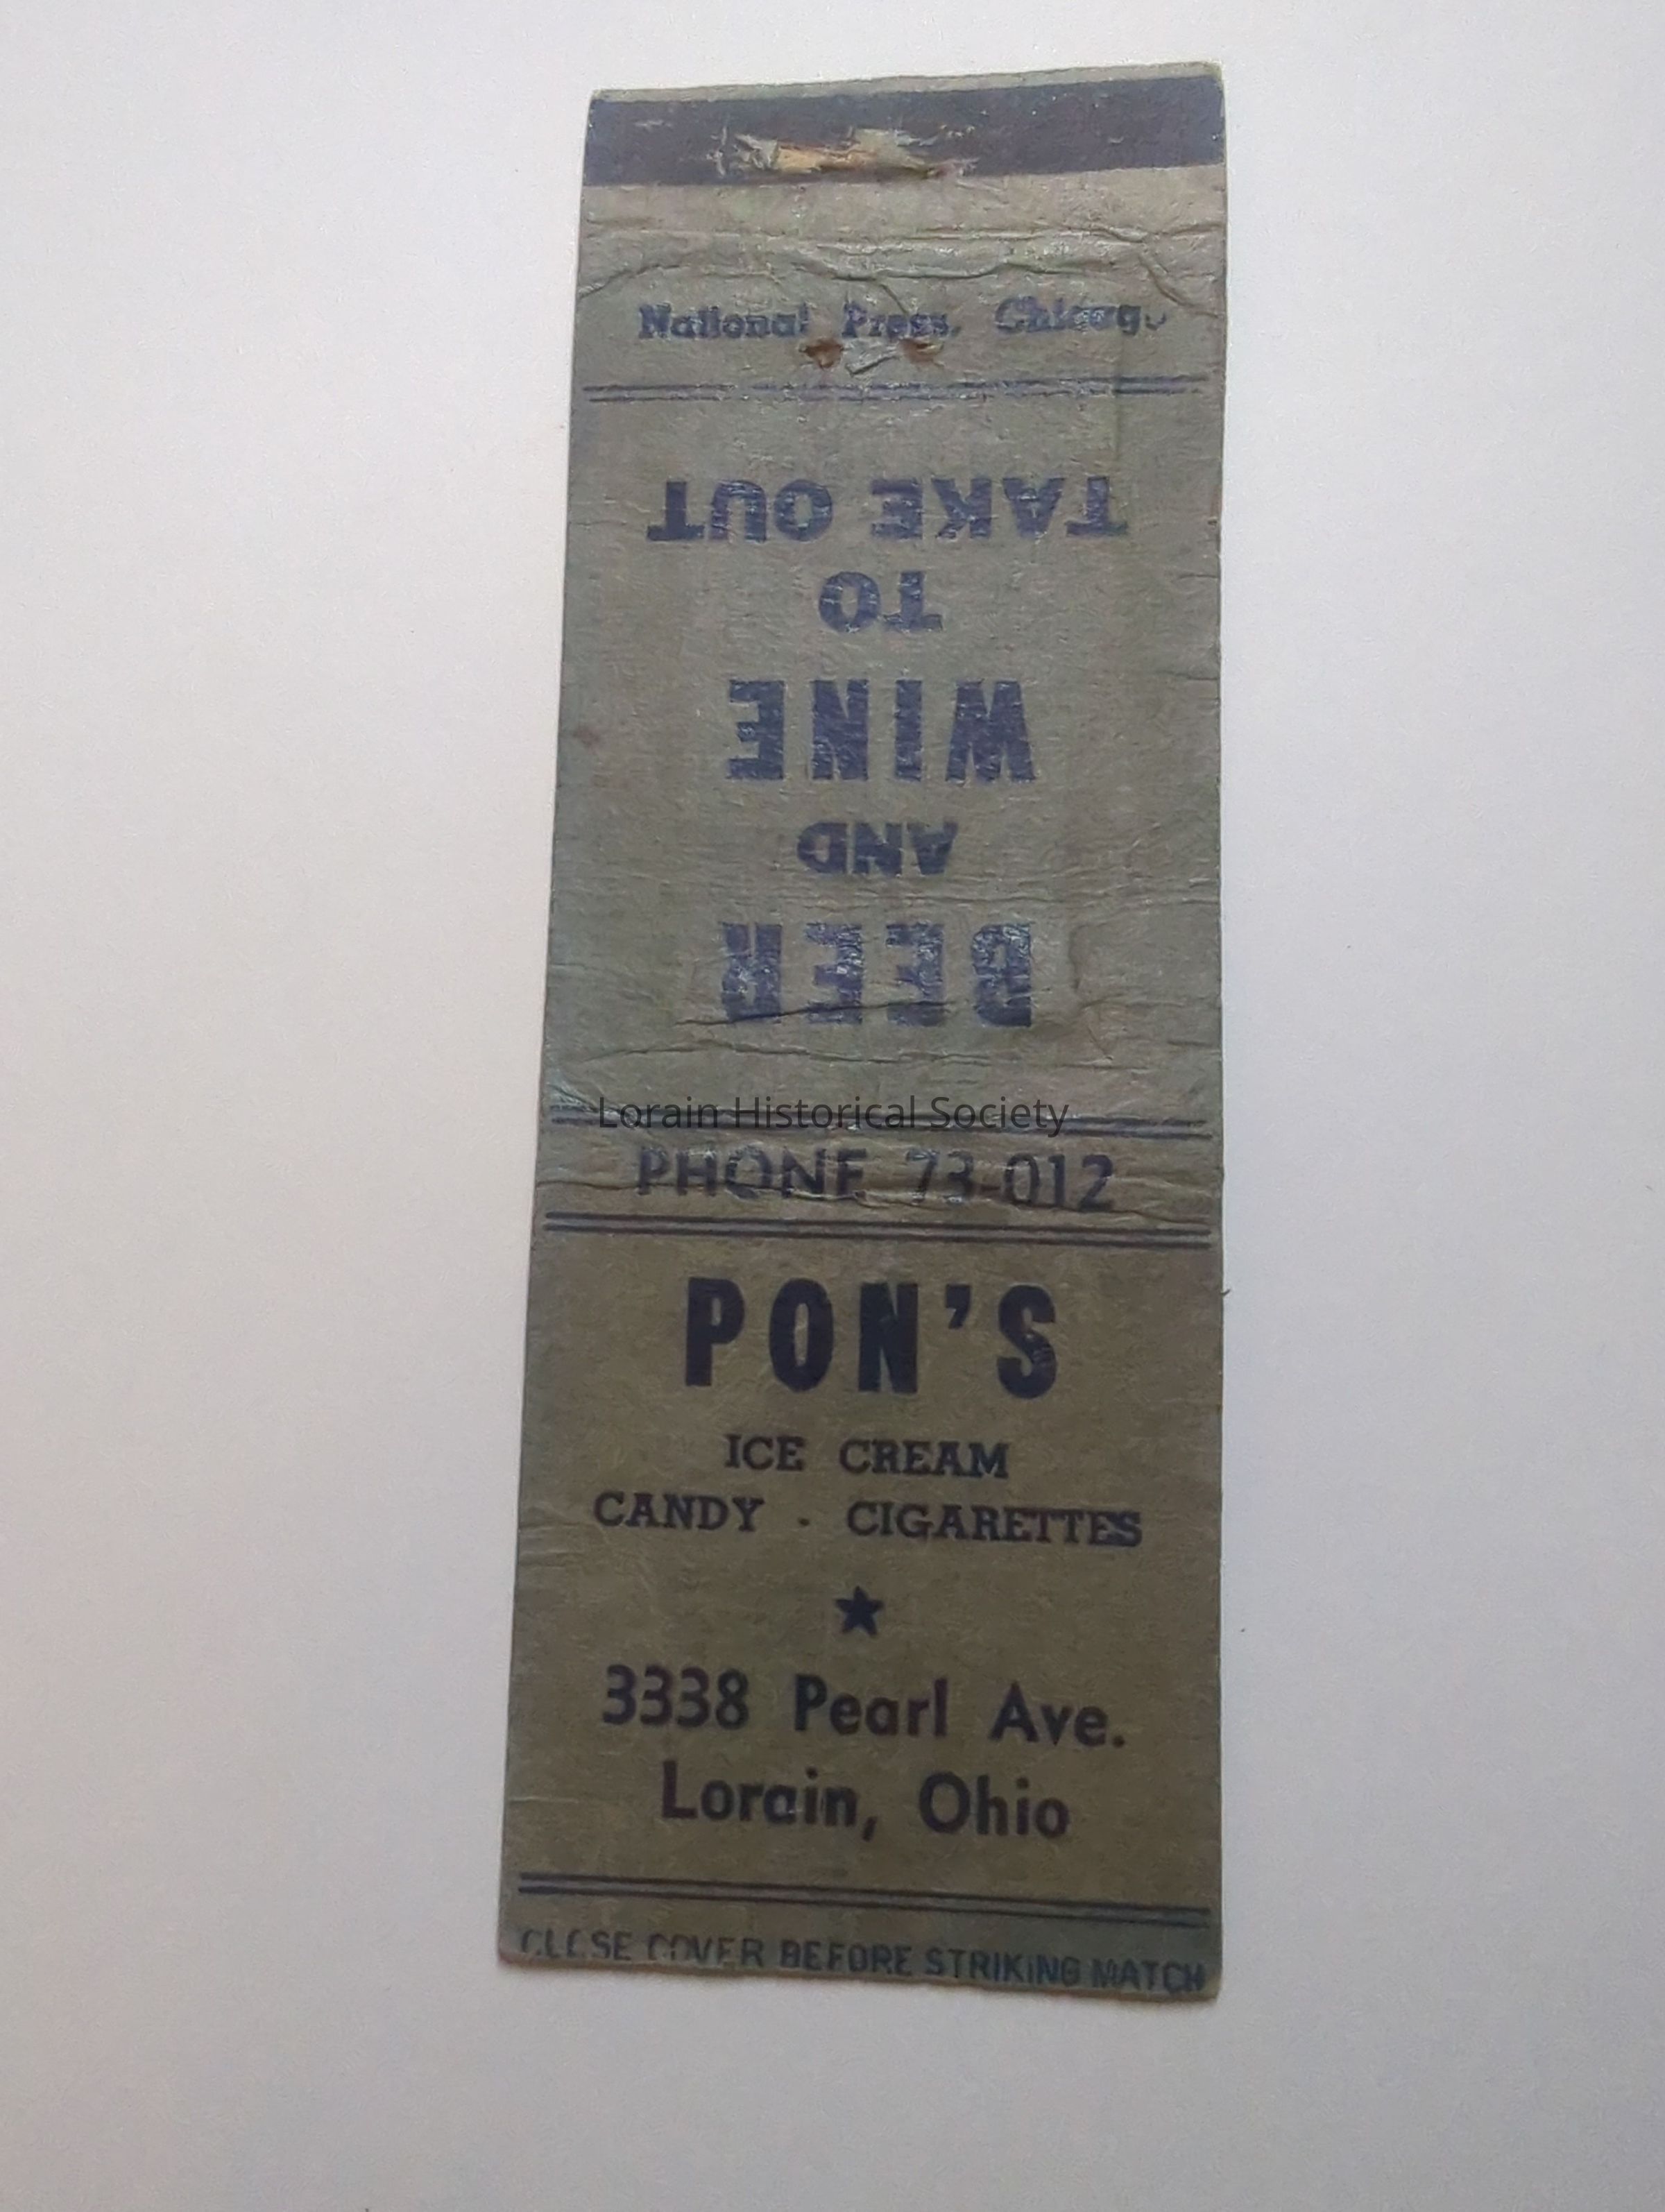 National Press, Chicago
BEER
AND
WINE
TO
TAKE OUT
Lorain Historical Society
PHONE 73-012
PON'S
ICE CREAM
CANDY - CIGARETTES
3338 Pearl Ave.
Lorain, Ohio
CLOSE COVER BEFORE STRIKING MATCH